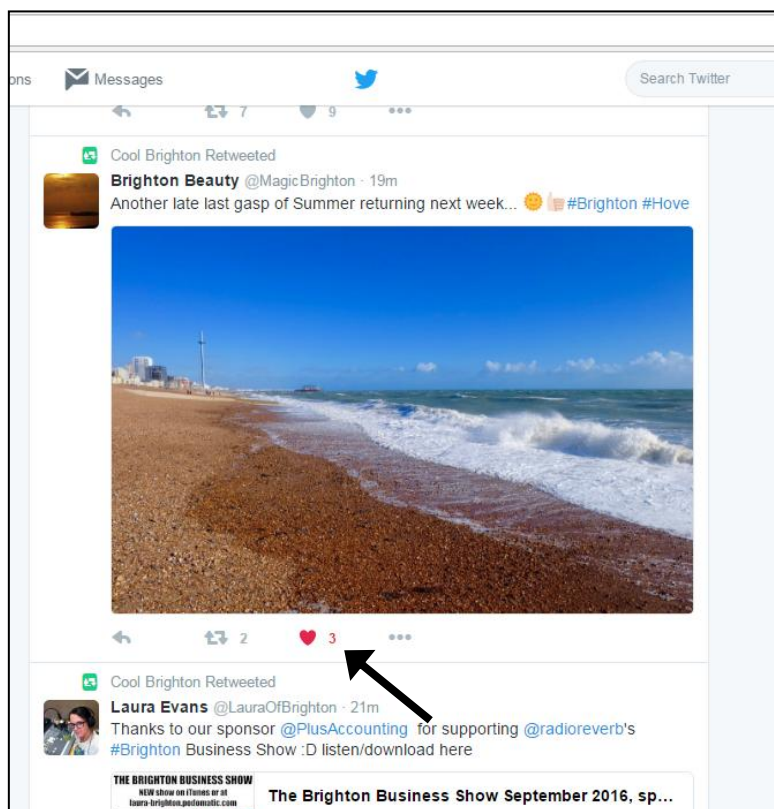 ons Messages Search Twitter
7 9
Cool Brighton Retweeted
Brighton Beauty @MagicBrighton · 19m
Another late last gasp of Summer returning next week... 🌞👍#Brighton #Hove
2 3
Cool Brighton Retweeted
Laura Evans @LauraOfBrighton · 21m
Thanks to our sponsor @PlusAccounting for supporting @radioreverb's
#Brighton Business Show :D listen/download here
THE BRIGHTON BUSINESS SHOW
NEW show on iTunes or at
laura-brighton.podomatic.com
The Brighton Business Show September 2016, sp...